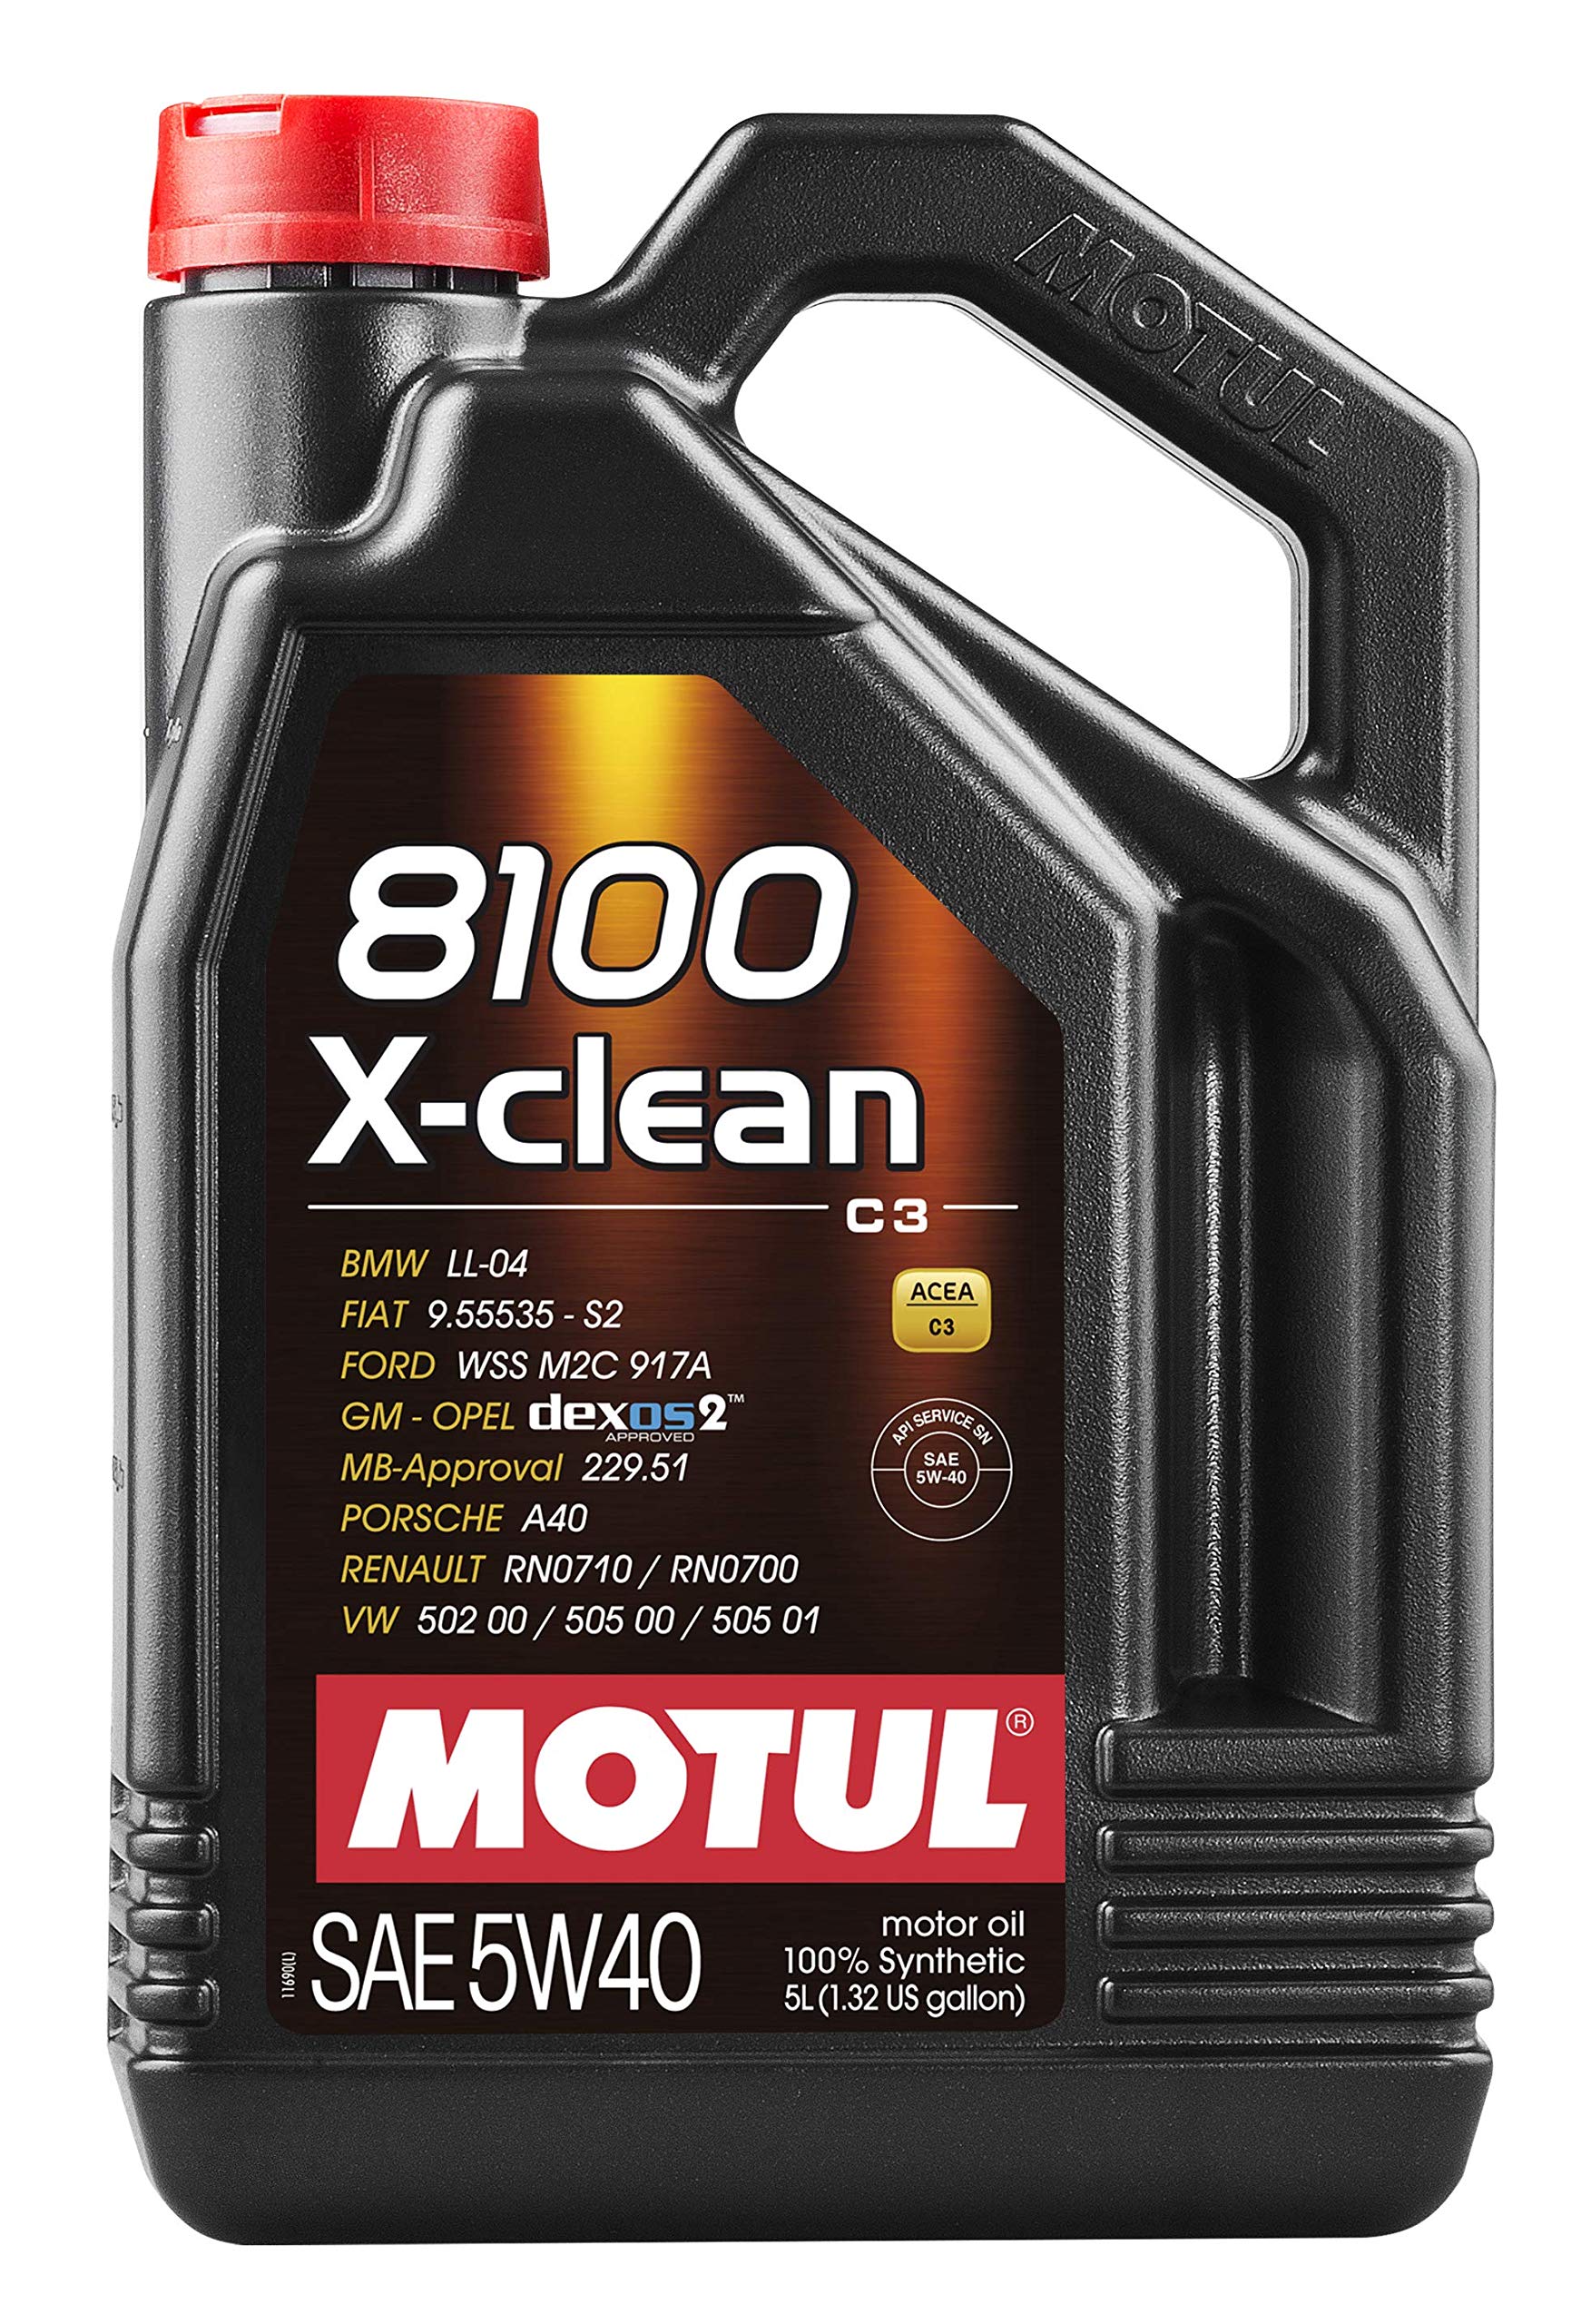 MOTUL
8100
X-clean
C3
BMW LL-04
FIAT 9.55535 - S2
FORD WSS M2C 917A
GM - OPEL dexos2™
APPROVED
MB-Approval 229.51
PORSCHE A40
RENAULT RN0710 / RN0700
VW 502 00 / 505 00 / 505 01
ACEA
C3
API SERVICE SN
SAE
5W-40
MOTUL®
SAE 5W40
motor oil
100% Synthetic
5L (1.32 US gallon)
11690(L)